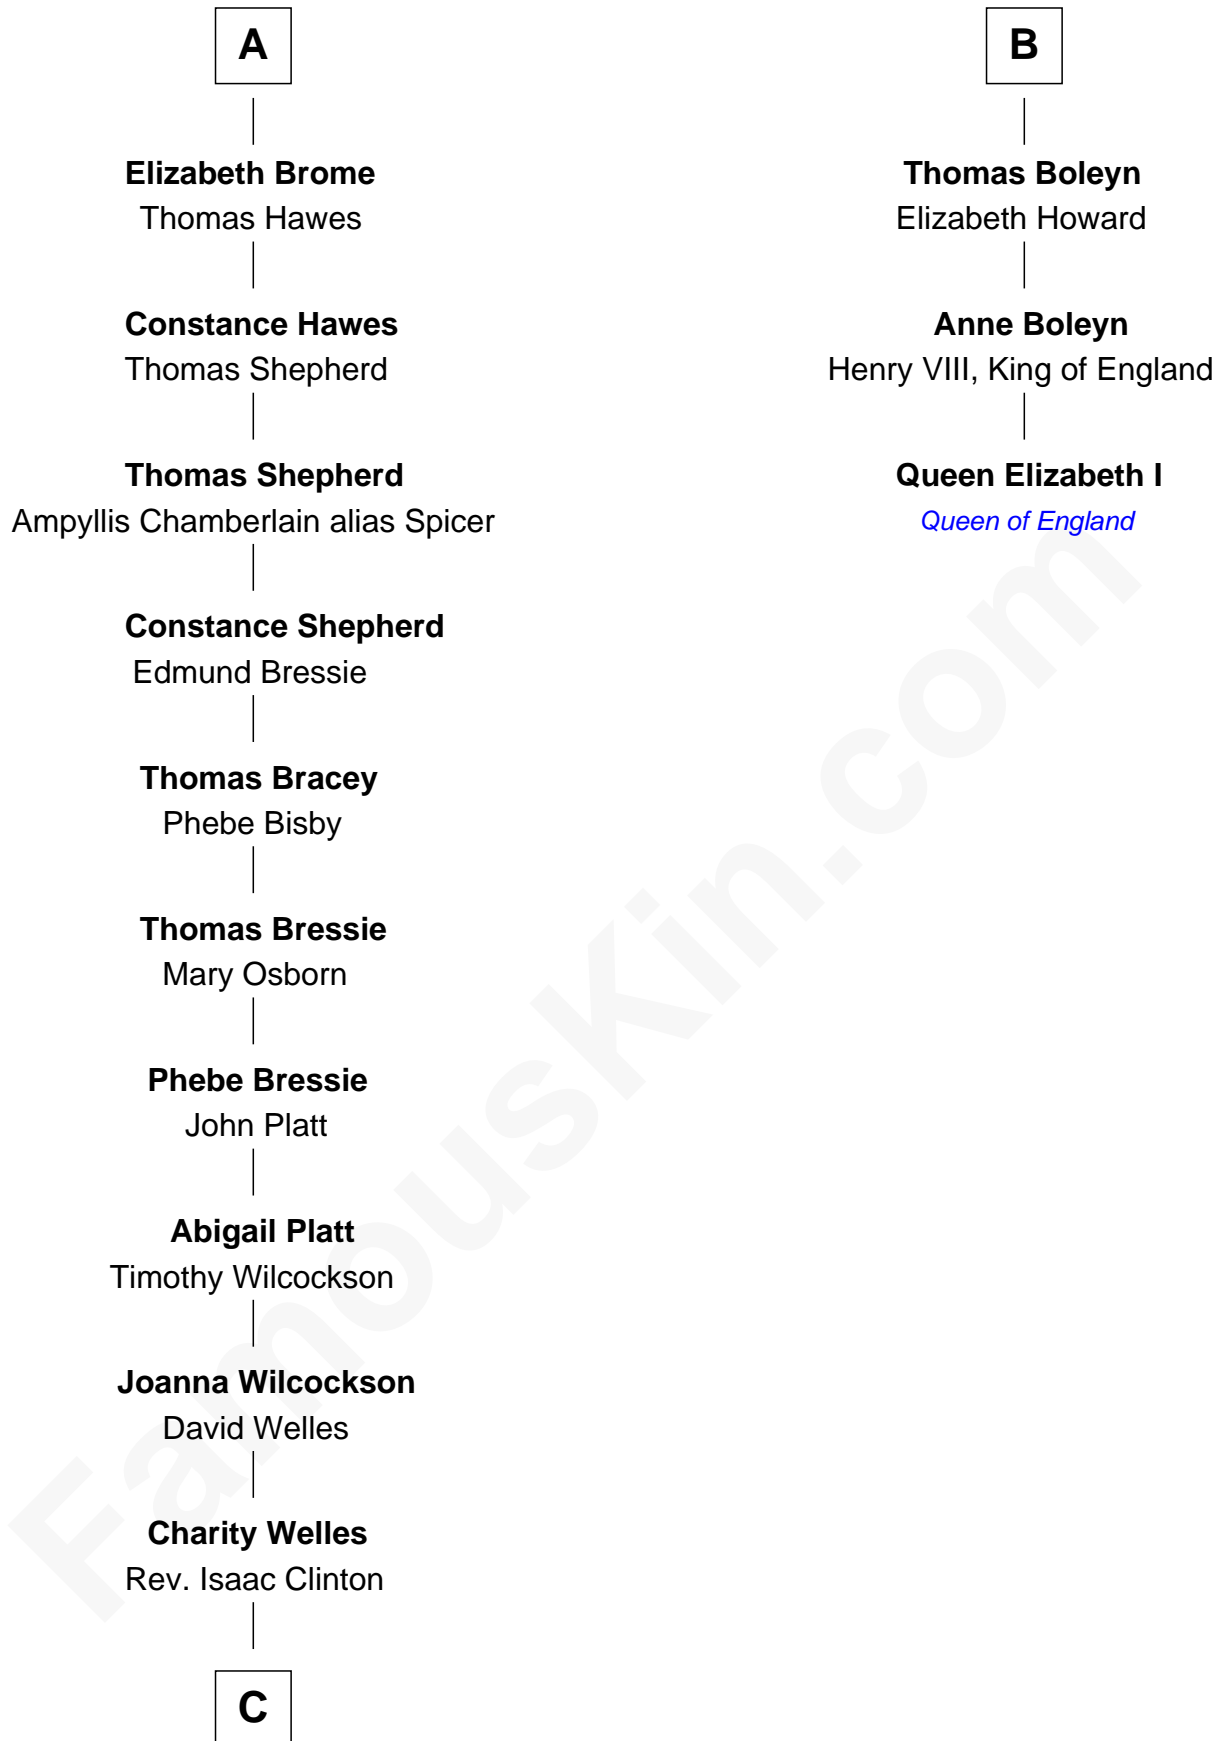 A
Elizabeth Brome
Thomas Hawes
Constance Hawes
Thomas Shepherd
Thomas Shepherd
Ampyllis Chamberlain alias Spicer
Constance Shepherd
Edmund Bressie
Thomas Bracey
Phebe Bisby
Thomas Bressie
Mary Osborn
Phebe Bressie
John Platt
Abigail Platt
Timothy Wilcockson
Joanna Wilcockson
David Welles
Charity Welles
Rev. Isaac Clinton
C
B
Thomas Boleyn
Elizabeth Howard
Anne Boleyn
Henry VIII, King of England
Queen Elizabeth I
Queen of England
FamousKin.com